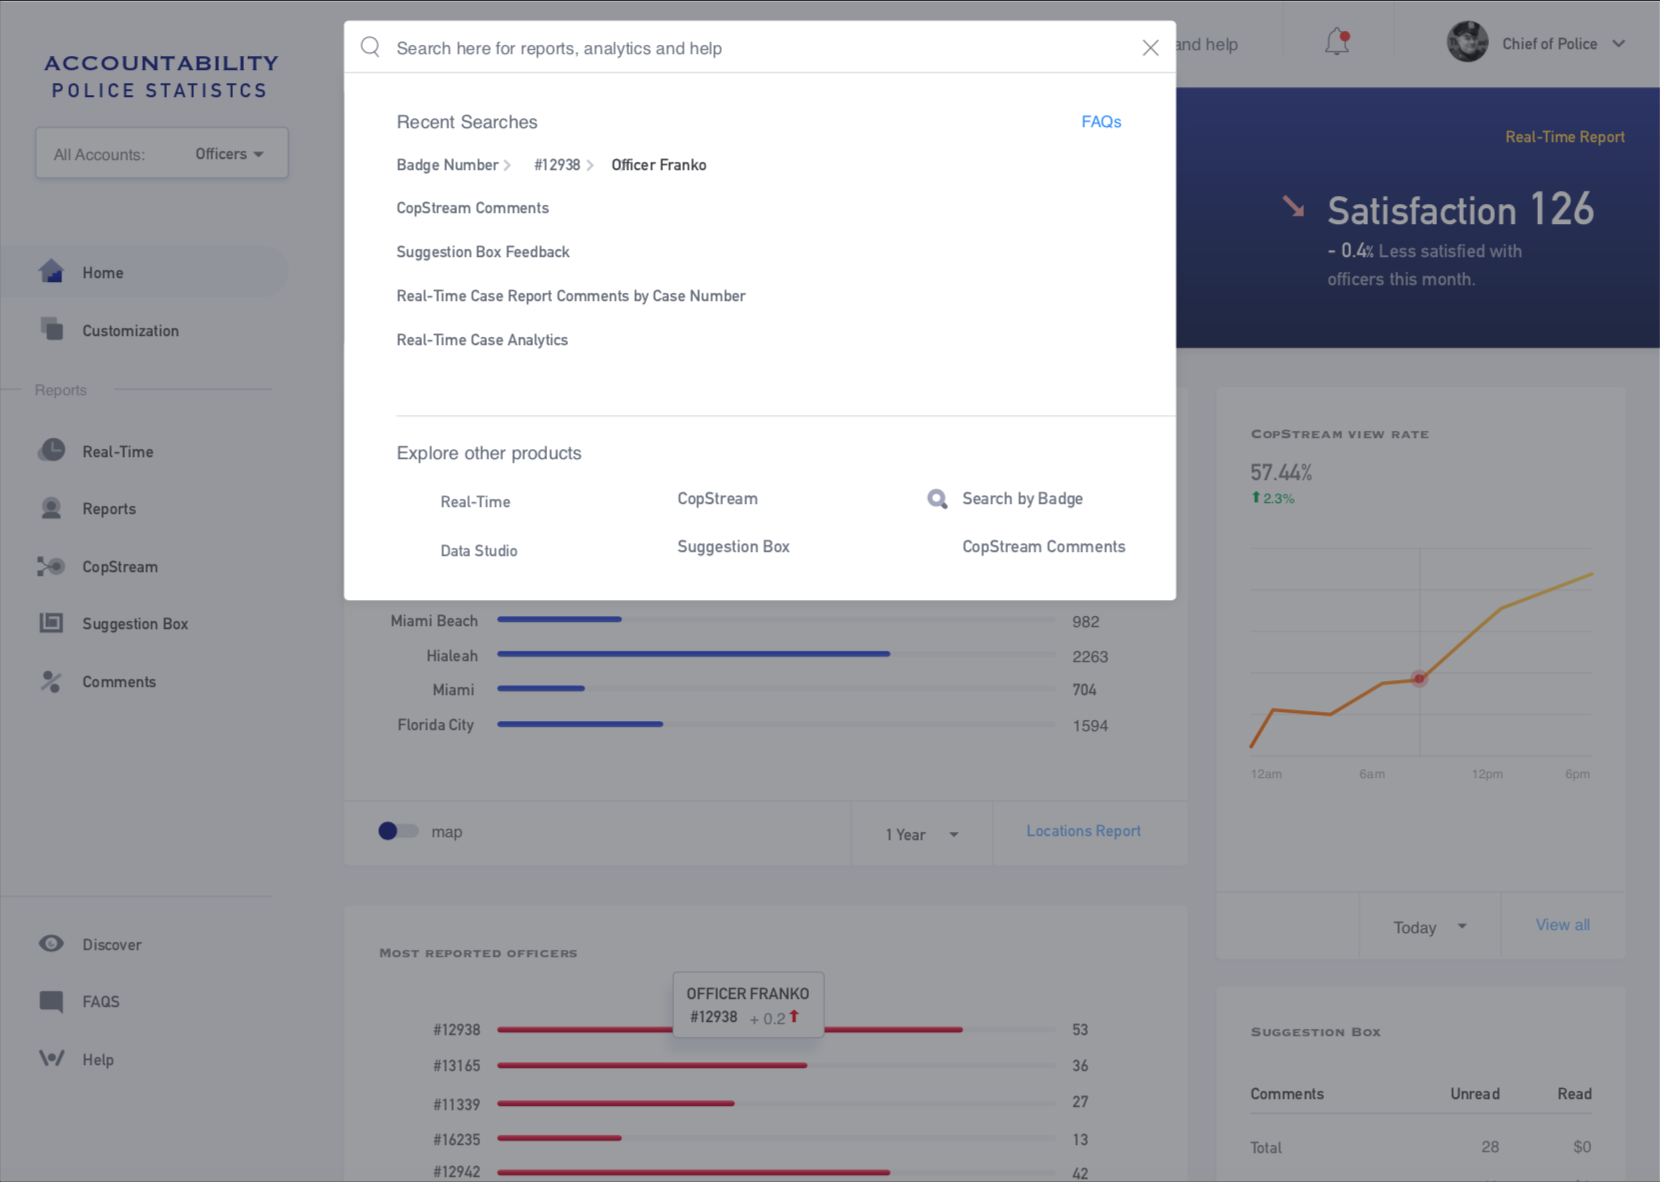 ACCOUNTABILITY
POLICE STATISTCS
All Accounts: Officers
Home
Customization
Reports
Real-Time
Reports
CopStream
Suggestion Box
Comments
Discover
FAQS
Help
Search here for reports, analytics and help
and help
Chief of Police
Recent Searches
FAQs
Badge Number #12938 Officer Franko
CopStream Comments
Suggestion Box Feedback
Real-Time Case Report Comments by Case Number
Real-Time Case Analytics
Explore other products
Real-Time CopStream Search by Badge
Data Studio Suggestion Box CopStream Comments
Real-Time Report
Satisfaction 126
- 0.4% Less satisfied with
officers this month.
Miami Beach 982
Hialeah 2263
Miami 704
Florida City 1594
map 1 Year Locations Report
COPSTREAM VIEW RATE
57.44%
2.3%
12am 6am 12pm 6pm
Today View all
MOST REPORTED OFFICERS
OFFICER FRANKO
#12938 + 0.2
#12938 53
#13165 36
#11339 27
#16235 13
#12942 42
SUGGESTION BOX
Comments Unread Read
Total 28 $0